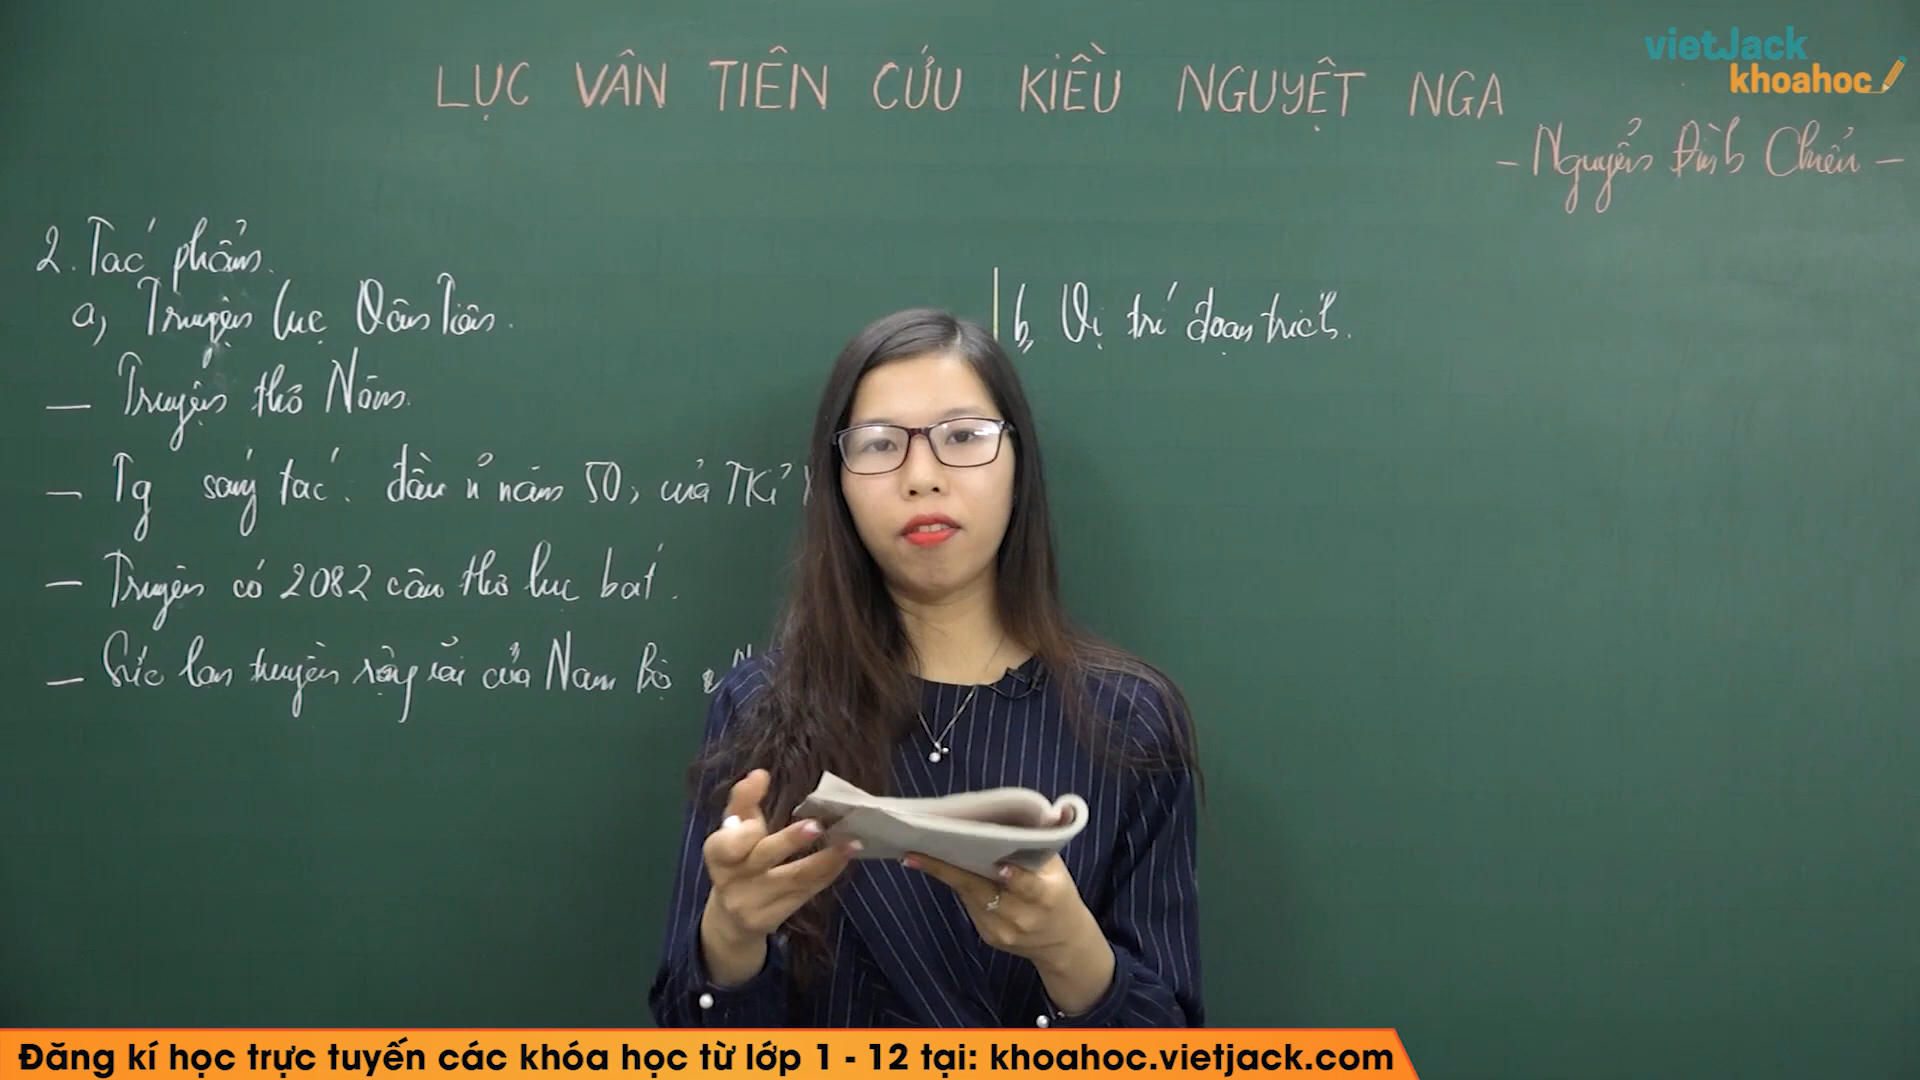 vietJack
khoahoc
LỤC VÂN TIÊN CỨU KIỀU NGUYỆT NGA
- Nguyễn Đình Chiểu -
2. Tác phẩm.
a, Truyện Lục Vân Tiên.
- Truyện thơ Nôm.
- Tg sáng tác: đầu n~ năm 50, của TKỉ
- Truyện có 2082 câu thơ lục bát.
- Sức lan truyền rộng rãi của Nam Bộ
b, Vị trí đoạn trích.
Đăng kí học trực tuyến các khóa học từ lớp 1 - 12 tại: khoahoc.vietjack.com